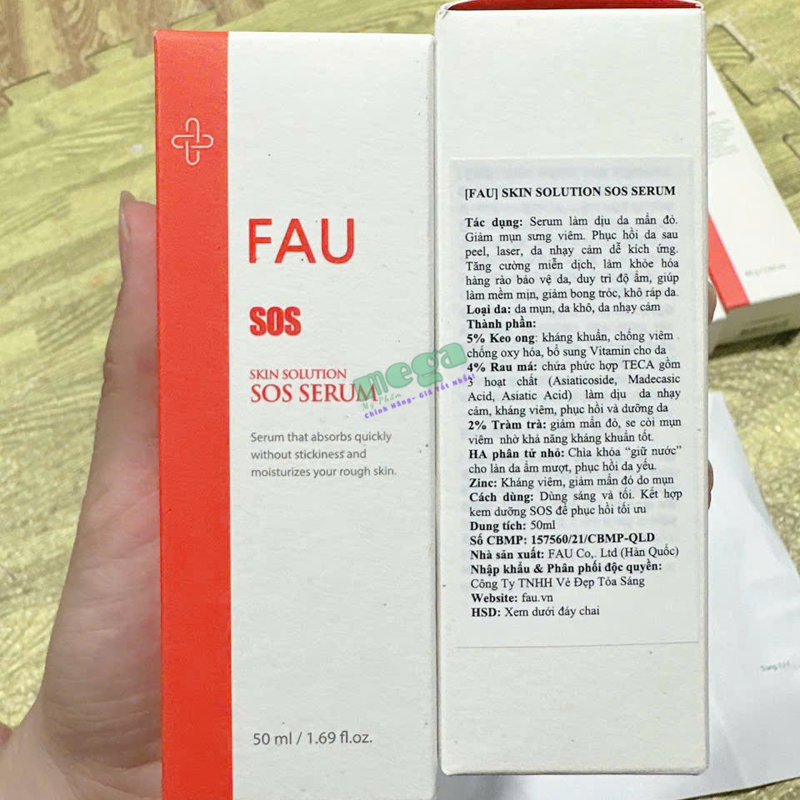 FAU
SOS
SKIN SOLUTION
SOS SERUM
Serum that absorbs quickly
without stickiness and
moisturizes your rough skin.
50 ml / 1.69 fl.oz.
mega
Mỹ Phẩm
Chính Hãng- Giá Tốt Nhất!
[FAU] SKIN SOLUTION SOS SERUM
Tác dụng: Serum làm dịu da mẩn đỏ.
Giảm mụn sưng viêm. Phục hồi da sau
peel, laser, da nhạy cảm dễ kích ứng.
Tăng cường miễn dịch, làm khỏe hóa
hàng rào bảo vệ da, duy trì độ ẩm, giúp
làm mềm mịn, giảm bong tróc, khô ráp da.
Loại da: da mụn, da khô, da nhạy cảm
Thành phần:
5% Keo ong: kháng khuẩn, chống viêm
chống oxy hóa, bổ sung Vitamin cho da
4% Rau má: chứa phức hợp TECA gồm
3 hoạt chất (Asiaticoside, Madecasic
Acid, Asiatic Acid) làm dịu da nhạy
cảm, kháng viêm, phục hồi và dưỡng da
2% Tràm trà: giảm mẩn đỏ, se còi mụn
viêm nhờ khả năng kháng khuẩn tốt.
HA phân tử nhỏ: Chìa khóa “giữ nước”
cho làn da ẩm mượt, phục hồi da yếu.
Zinc: Kháng viêm, giảm mẩn đỏ do mụn
Cách dùng: Dùng sáng và tối. Kết hợp
kem dưỡng SOS để phục hồi tối ưu
Dung tích: 50ml
Số CBMP: 157560/21/CBMP-QLD
Nhà sản xuất: FAU Co,. Ltd (Hàn Quốc)
Nhập khẩu & Phân phối độc quyền:
Công Ty TNHH Vẻ Đẹp Tỏa Sáng
Website: fau.vn
HSD: Xem dưới đáy chai